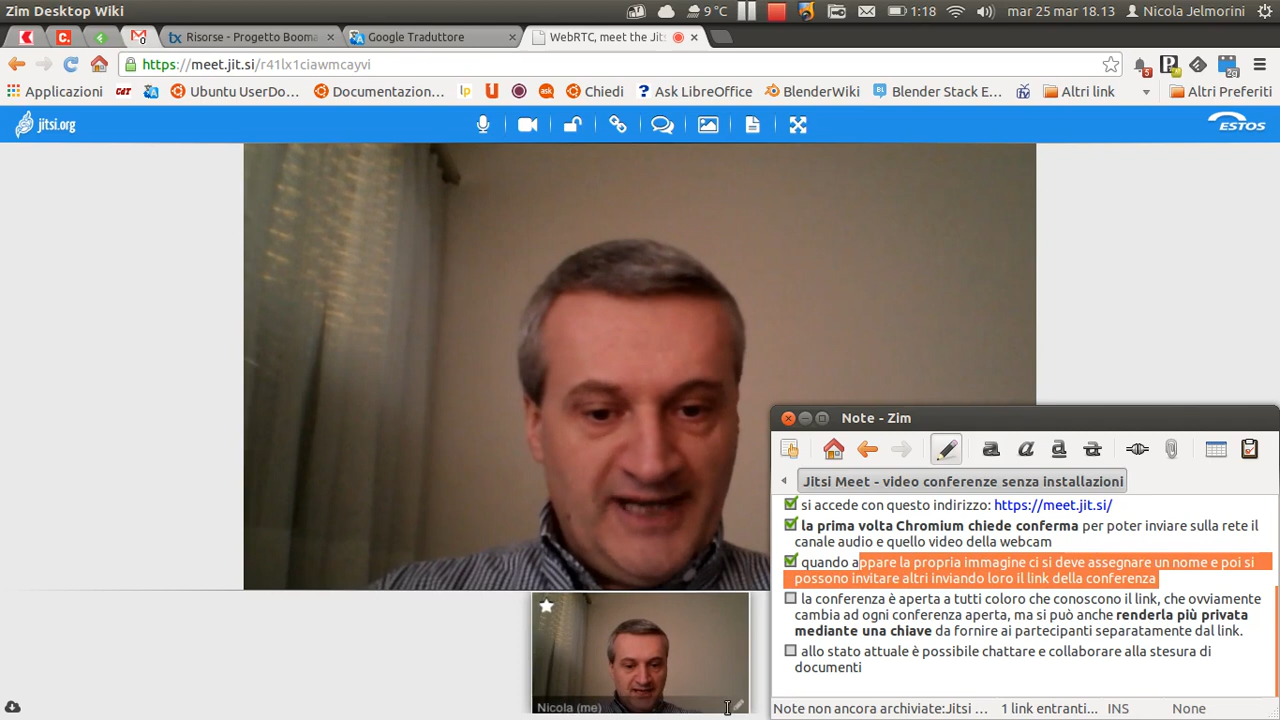 Zim Desktop Wiki
9 °C
1:18
mar 25 mar 18.13
Nicola Jelmorini
Risorse - Progetto Booma
Google Traduttore
WebRTC, meet the Jits
https://meet.jit.si/r41lx1ciawmcayvi
Applicazioni
CAT
Ubuntu UserDo...
Documentazion...
lp
U
ask
Chiedi
? Ask LibreOffice
BlenderWiki
Blender Stack E...
Altri link
Altri Preferiti
jitsi.org
ESTOS
Note - Zim
Jitsi Meet - video conferenze senza installazioni
si accede con questo indirizzo: https://meet.jit.si/
la prima volta Chromium chiede conferma per poter inviare sulla rete il
canale audio e quello video della webcam
quando appare la propria immagine ci si deve assegnare un nome e poi si
possono invitare altri inviando loro il link della conferenza
la conferenza è aperta a tutti coloro che conoscono il link, che ovviamente
cambia ad ogni conferenza aperta, ma si può anche renderla più privata
mediante una chiave da fornire ai partecipanti separatamente dal link.
allo stato attuale è possibile chattare e collaborare alla stesura di
documenti
Nicola (me)
Note non ancora archiviate:Jitsi ...
1 link entranti...
INS
None